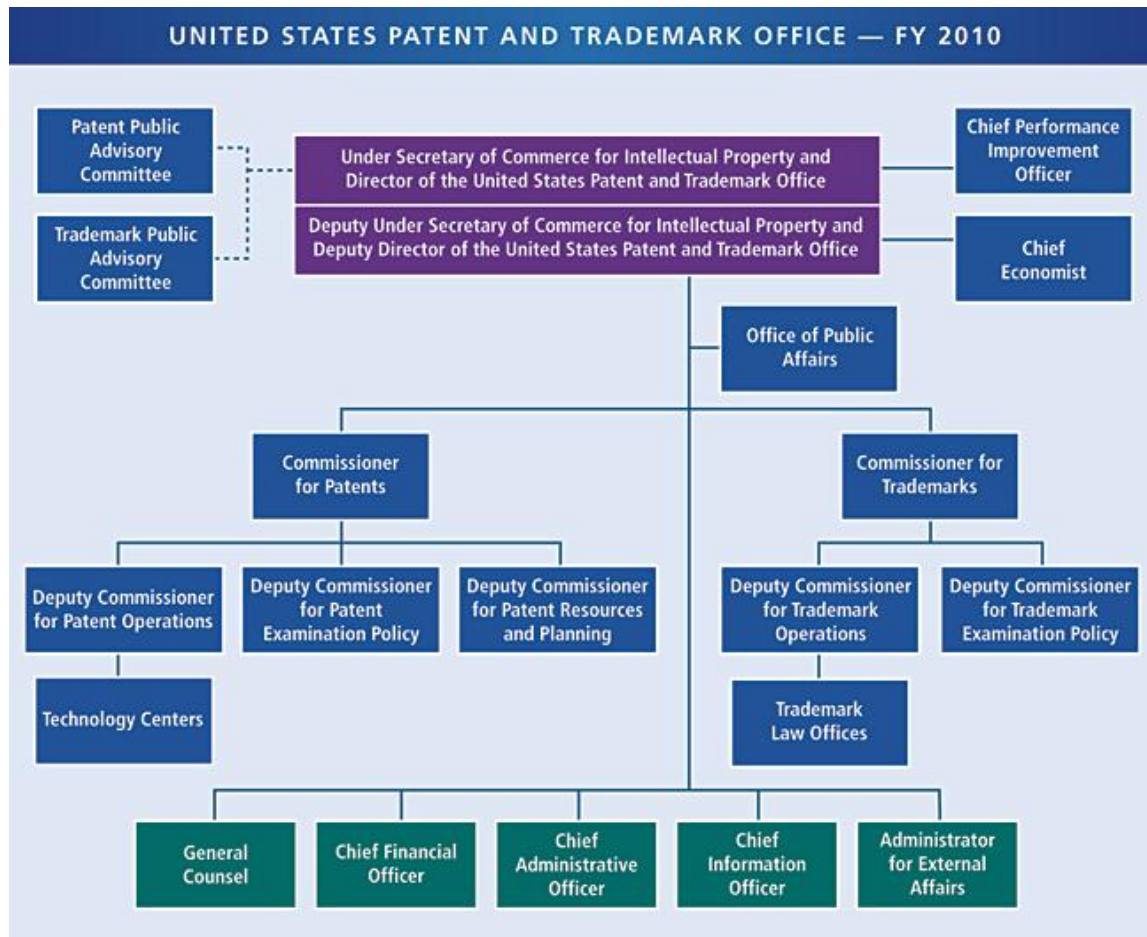 UNITED STATES PATENT AND TRADEMARK OFFICE — FY 2010
Patent Public
Advisory
Committee
Under Secretary of Commerce for Intellectual Property and
Director of the United States Patent and Trademark Office
Chief Performance
Improvement
Officer
Trademark Public
Advisory
Committee
Deputy Under Secretary of Commerce for Intellectual Property and
Deputy Director of the United States Patent and Trademark Office
Chief
Economist
Office of Public
Affairs
Commissioner
for Patents
Commissioner for
Trademarks
Deputy Commissioner
for Patent Operations
Deputy Commissioner
for Patent
Examination Policy
Deputy Commissioner
for Patent Resources
and Planning
Deputy Commissioner
for Trademark
Operations
Deputy Commissioner
for Trademark
Examination Policy
Technology Centers
Trademark
Law Offices
General
Counsel
Chief Financial
Officer
Chief
Administrative
Officer
Chief
Information
Officer
Administrator
for External
Affairs